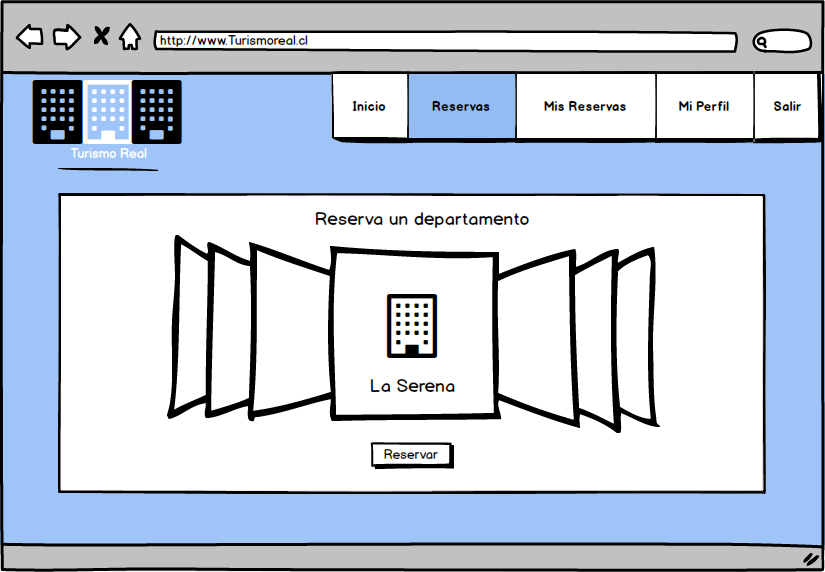 http://www.Turismoreal.cl
Inicio
Reservas
Mis Reservas
Mi Perfil
Salir
Turismo Real
Reserva un departamento
La Serena
Reservar